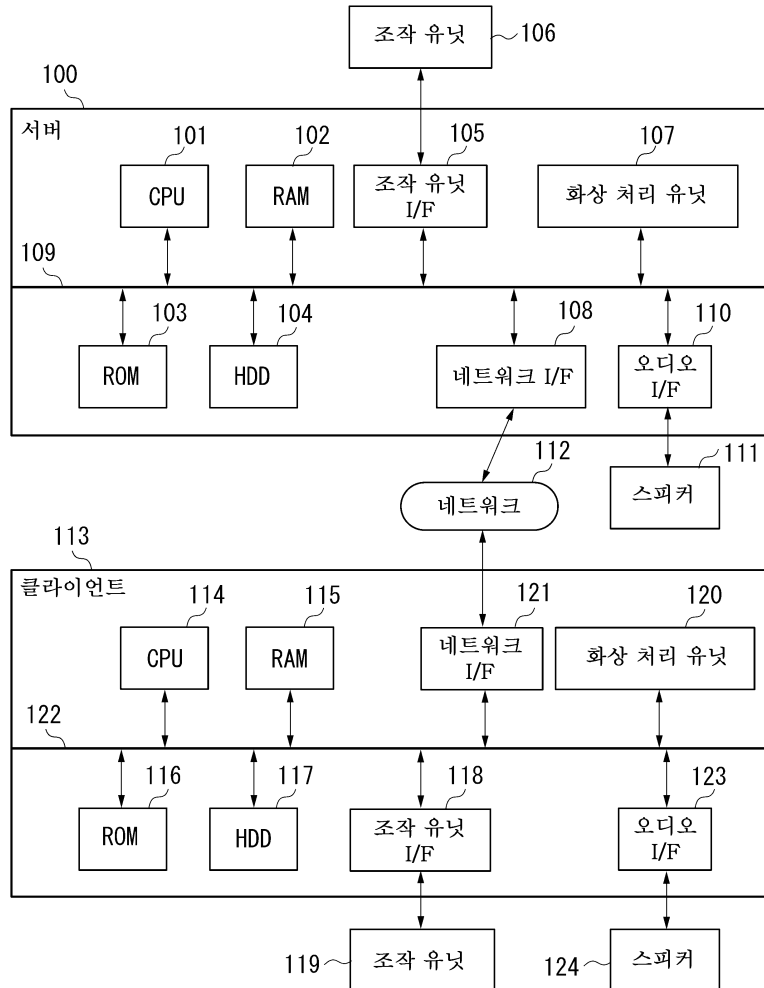 조작 유닛
106
100
서버
101
102
105
107
CPU
RAM
조작 유닛
I/F
화상 처리 유닛
109
103
104
108
110
ROM
HDD
네트워크 I/F
오디오
I/F
112
111
네트워크
스피커
113
클라이언트
114
115
121
120
CPU
RAM
네트워크
I/F
화상 처리 유닛
122
116
117
118
123
ROM
HDD
조작 유닛
I/F
오디오
I/F
119
조작 유닛
124
스피커